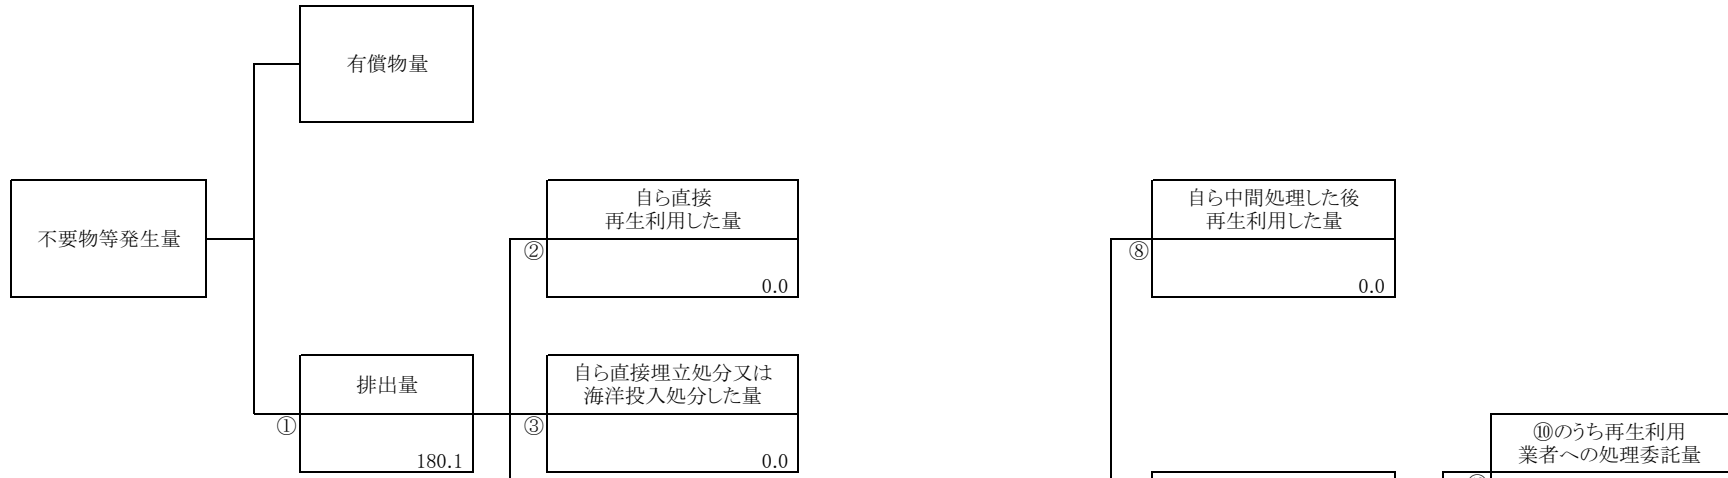 有償物量
不要物等発生量
自ら直接
再生利用した量
②
0.0
自ら中間処理した後
再生利用した量
⑧
0.0
排出量
①
180.1
自ら直接埋立処分又は
海洋投入処分した量
③
0.0
⑩のうち再生利用
業者への処理委託量